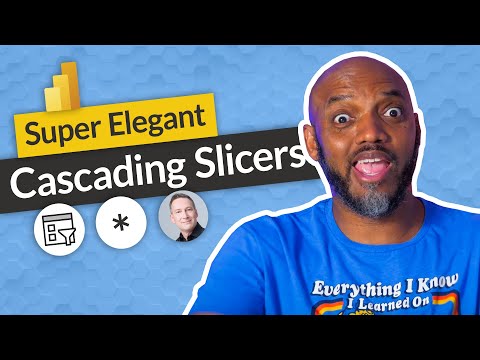 Super Elegant
Cascading Slicers
*
Everything I Know
I Learned On